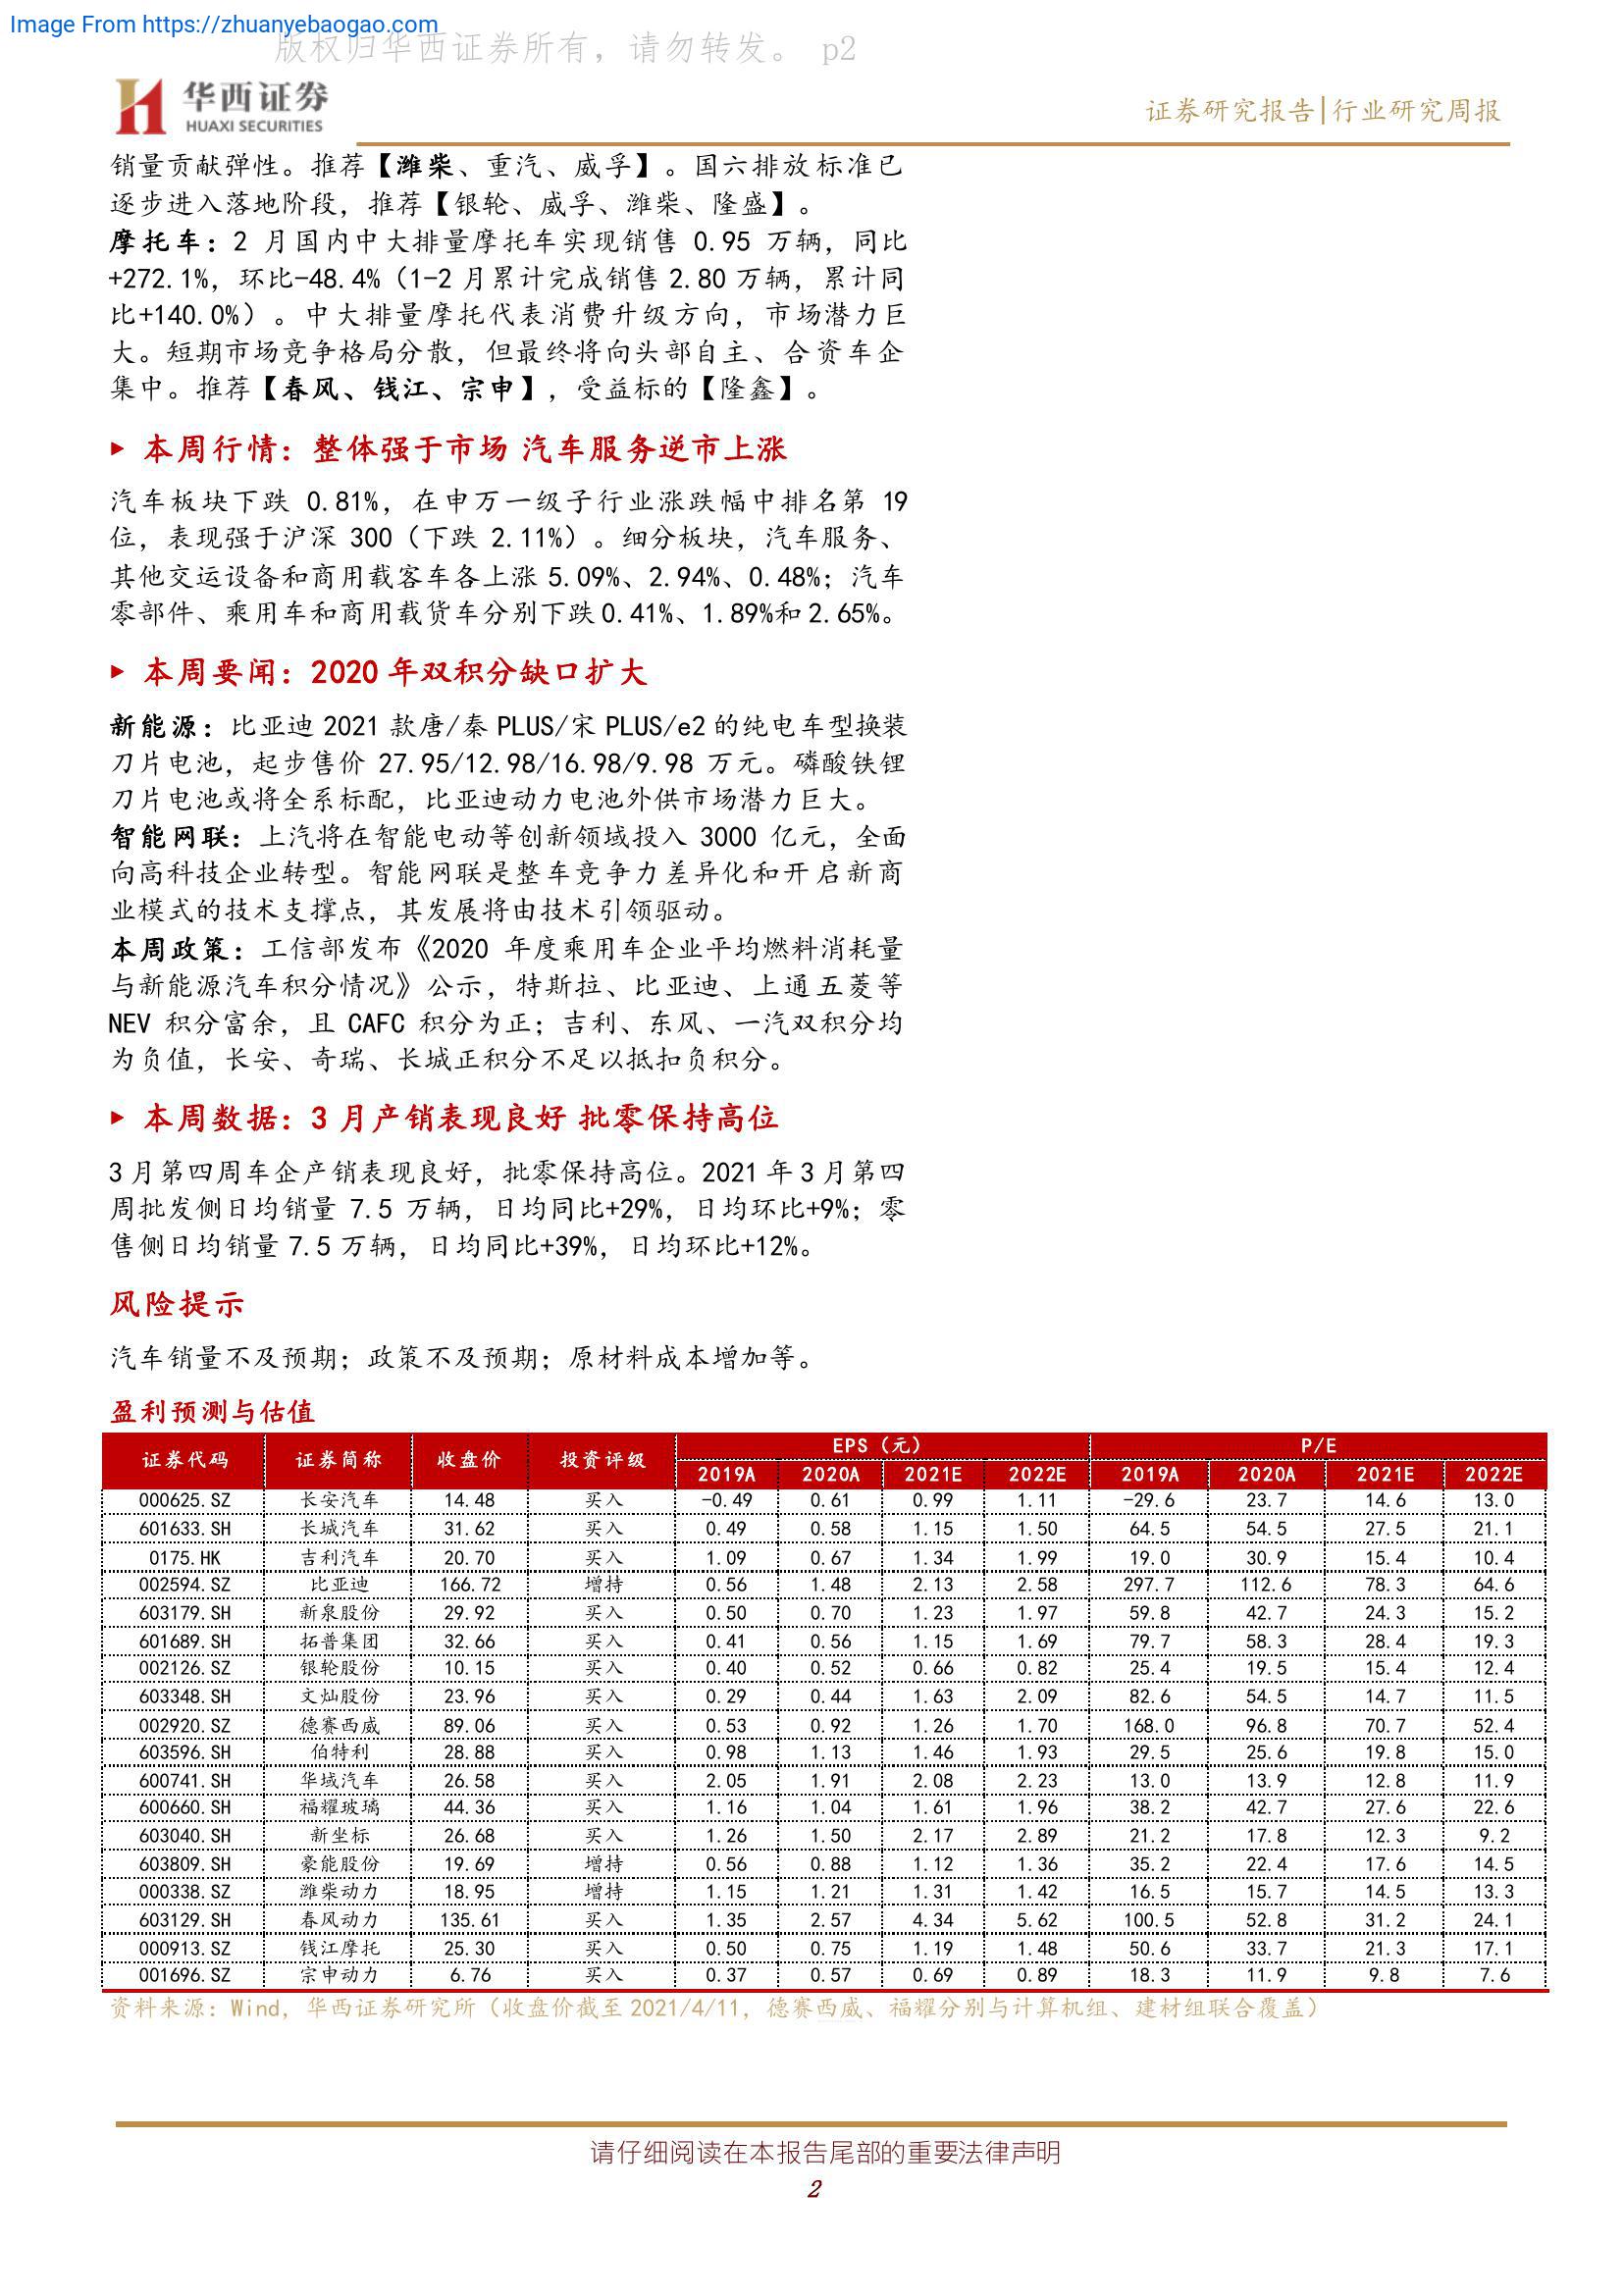 Image From https://zhuanyebaogao.com
版权归华西证券所有，请勿转发。 p2
华西证券
HUAXI SECURITIES
证券研究报告|行业研究周报
销量贡献弹性。推荐【潍柴、重汽、威孚】。国六排放标准已
逐步进入落地阶段，推荐【银轮、威孚、潍柴、隆盛】。
摩托车：2 月国内中大排量摩托车实现销售 0.95 万辆，同比
+272.1%，环比-48.4%（1-2 月累计完成销售 2.80 万辆，累计同
比+140.0%）。中大排量摩托代表消费升级方向，市场潜力巨
大。短期市场竞争格局分散，但最终将向头部自主、合资车企
集中。推荐【春风、钱江、宗申】，受益标的【隆鑫】。
▶ 本周行情：整体强于市场 汽车服务逆市上涨
汽车板块下跌 0.81%，在申万一级子行业涨跌幅中排名第 19
位，表现强于沪深 300（下跌 2.11%）。细分板块，汽车服务、
其他交运设备和商用载客车各上涨 5.09%、2.94%、0.48%；汽车
零部件、乘用车和商用载货车分别下跌 0.41%、1.89%和 2.65%。
▶ 本周要闻：2020 年双积分缺口扩大
新能源：比亚迪 2021 款唐/秦 PLUS/宋 PLUS/e2 的纯电车型换装
刀片电池，起步售价 27.95/12.98/16.98/9.98 万元。磷酸铁锂
刀片电池或将全系标配，比亚迪动力电池外供市场潜力巨大。
智能网联：上汽将在智能电动等创新领域投入 3000 亿元，全面
向高科技企业转型。智能网联是整车竞争力差异化和开启新商
业模式的技术支撑点，其发展将由技术引领驱动。
本周政策：工信部发布《2020 年度乘用车企业平均燃料消耗量
与新能源汽车积分情况》公示，特斯拉、比亚迪、上通五菱等
NEV 积分富余，且 CAFC 积分为正；吉利、东风、一汽双积分均
为负值，长安、奇瑞、长城正积分不足以抵扣负积分。
▶ 本周数据：3 月产销表现良好 批零保持高位
3 月第四周车企产销表现良好，批零保持高位。2021 年 3 月第四
周批发侧日均销量 7.5 万辆，日均同比+29%，日均环比+9%；零
售侧日均销量 7.5 万辆，日均同比+39%，日均环比+12%。
风险提示
汽车销量不及预期；政策不及预期；原材料成本增加等。
盈利预测与估值
证券代码 证券简称 收盘价 投资评级 EPS（元） P/E
2019A 2020A 2021E 2022E 2019A 2020A 2021E 2022E
000625.SZ 长安汽车 14.48 买入 -0.49 0.61 0.99 1.11 -29.6 23.7 14.6 13.0
601633.SH 长城汽车 31.62 买入 0.49 0.58 1.15 1.50 64.5 54.5 27.5 21.1
0175.HK 吉利汽车 20.70 买入 1.09 0.67 1.34 1.99 19.0 30.9 15.4 10.4
002594.SZ 比亚迪 166.72 增持 0.56 1.48 2.13 2.58 297.7 112.6 78.3 64.6
603179.SH 新泉股份 29.92 买入 0.50 0.70 1.23 1.97 59.8 42.7 24.3 15.2
601689.SH 拓普集团 32.66 买入 0.41 0.56 1.15 1.69 79.7 58.3 28.4 19.3
002126.SZ 银轮股份 10.15 买入 0.40 0.52 0.66 0.82 25.4 19.5 15.4 12.4
603348.SH 文灿股份 23.96 买入 0.29 0.44 1.63 2.09 82.6 54.5 14.7 11.5
002920.SZ 德赛西威 89.06 买入 0.53 0.92 1.26 1.70 168.0 96.8 70.7 52.4
603596.SH 伯特利 28.88 买入 0.98 1.13 1.46 1.93 29.5 25.6 19.8 15.0
600741.SH 华域汽车 26.58 买入 2.05 1.91 2.08 2.23 13.0 13.9 12.8 11.9
600660.SH 福耀玻璃 44.36 买入 1.16 1.04 1.61 1.96 38.2 42.7 27.6 22.6
603040.SH 新坐标 26.68 买入 1.26 1.50 2.17 2.89 21.2 17.8 12.3 9.2
603809.SH 豪能股份 19.69 增持 0.56 0.88 1.12 1.36 35.2 22.4 17.6 14.5
000338.SZ 潍柴动力 18.95 增持 1.15 1.21 1.31 1.42 16.5 15.7 14.5 13.3
603129.SH 春风动力 135.61 买入 1.35 2.57 4.34 5.62 100.5 52.8 31.2 24.1
000913.SZ 钱江摩托 25.30 买入 0.50 0.75 1.19 1.48 50.6 33.7 21.3 17.1
001696.SZ 宗申动力 6.76 买入 0.37 0.57 0.69 0.89 18.3 11.9 9.8 7.6
资料来源：Wind，华西证券研究所（收盘价截至 2021/4/11，德赛西威、福耀分别与计算机组、建材组联合覆盖）
请仔细阅读在本报告尾部的重要法律声明
2